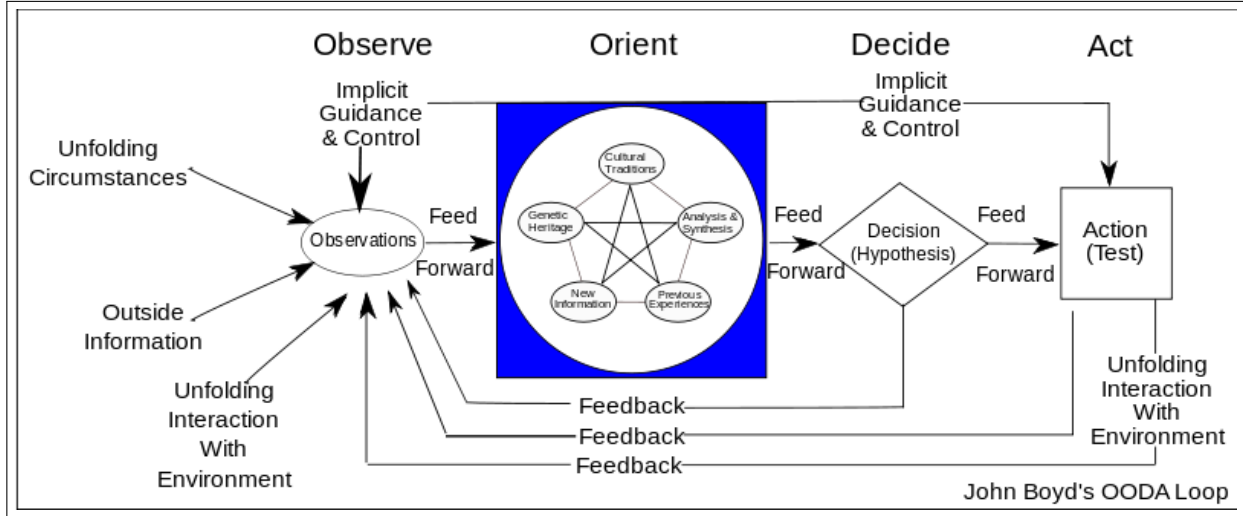 Observe
Orient
Decide
Act
Implicit
Guidance
& Control
Implicit
Guidance
& Control
Unfolding
Circumstances
Observations
Outside
Information
Unfolding
Interaction
With
Environment
Feed
Forward
Cultural
Traditions
Genetic
Heritage
Analysis &
Synthesis
New
Information
Previous
Experiences
Feed
Forward
Decision
(Hypothesis)
Feed
Forward
Action
(Test)
Unfolding
Interaction
With
Environment
Feedback
Feedback
Feedback
John Boyd's OODA Loop